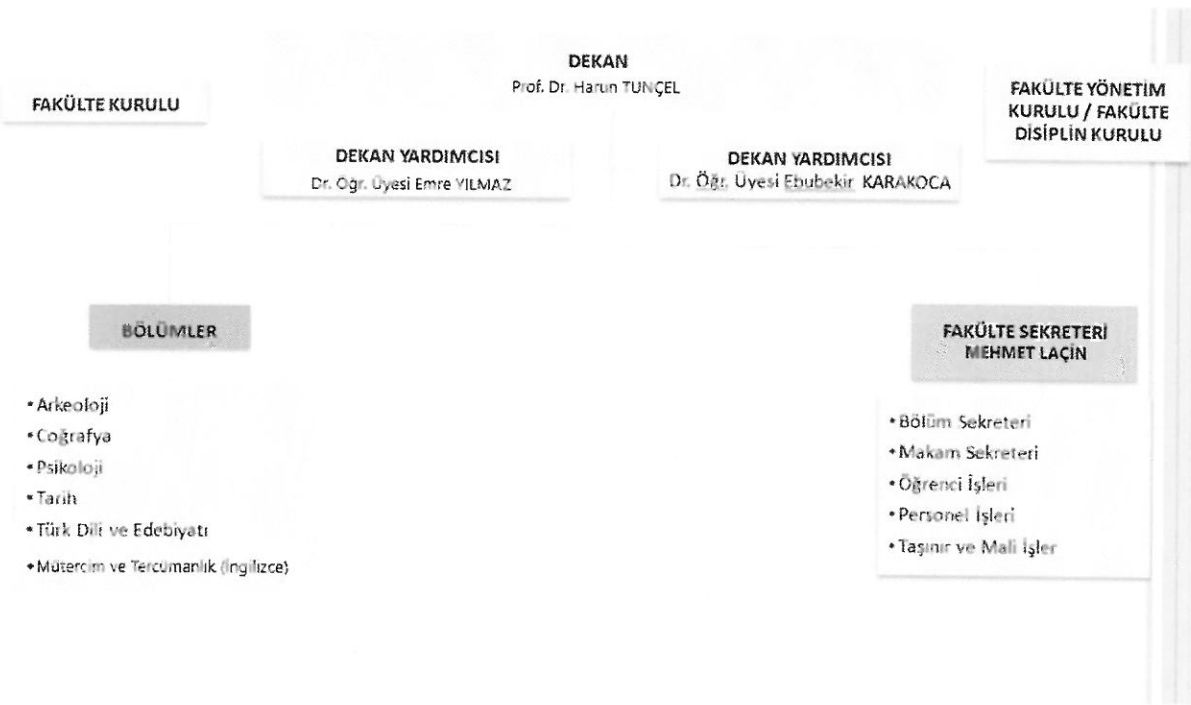 DEKAN
Prof. Dr. Harun TUNÇEL
FAKÜLTE KURULU
FAKÜLTE YÖNETİM
KURULU / FAKÜLTE
DİSİPLİN KURULU
DEKAN YARDIMCISI
Dr. Öğr. Üyesi Emre YILMAZ
DEKAN YARDIMCISI
Dr. Öğr. Üyesi Ebubekir KARAKOCA
BÖLÜMLER
• Arkeoloji
• Coğrafya
• Psikoloji
• Tarih
• Türk Dili ve Edebiyatı
• Mütercim ve Tercümanlık (İngilizce)
FAKÜLTE SEKRETERİ
MEHMET LAÇİN
• Bölüm Sekreteri
• Makam Sekreteri
• Öğrenci İşleri
• Personel İşleri
• Taşınır ve Mali İşler